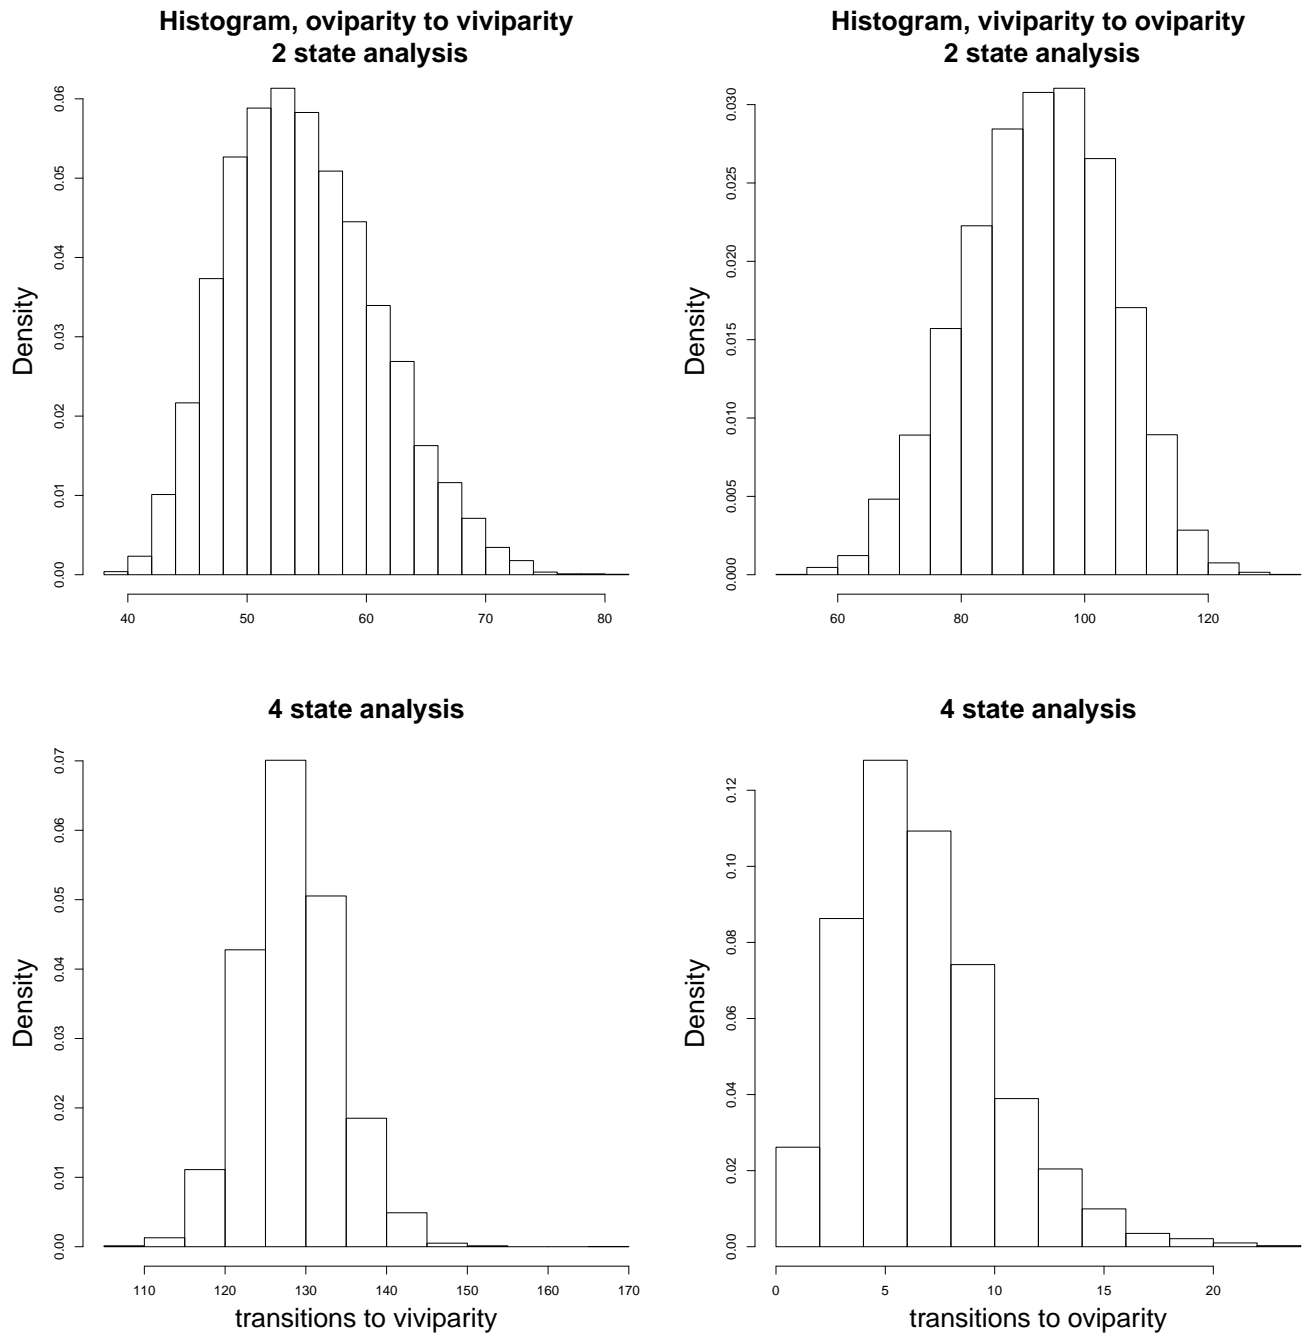 Histogram, oviparity to viviparity
2 state analysis
Density
0.00 0.01 0.02 0.03 0.04 0.05 0.06
40 50 60 70 80
Histogram, viviparity to oviparity
2 state analysis
Density
0.000 0.005 0.010 0.015 0.020 0.025 0.030
60 80 100 120
4 state analysis
Density
0.00 0.01 0.02 0.03 0.04 0.05 0.06 0.07
110 120 130 140 150 160 170
transitions to viviparity
4 state analysis
Density
0.00 0.02 0.04 0.06 0.08 0.10 0.12
0 5 10 15 20
transitions to oviparity